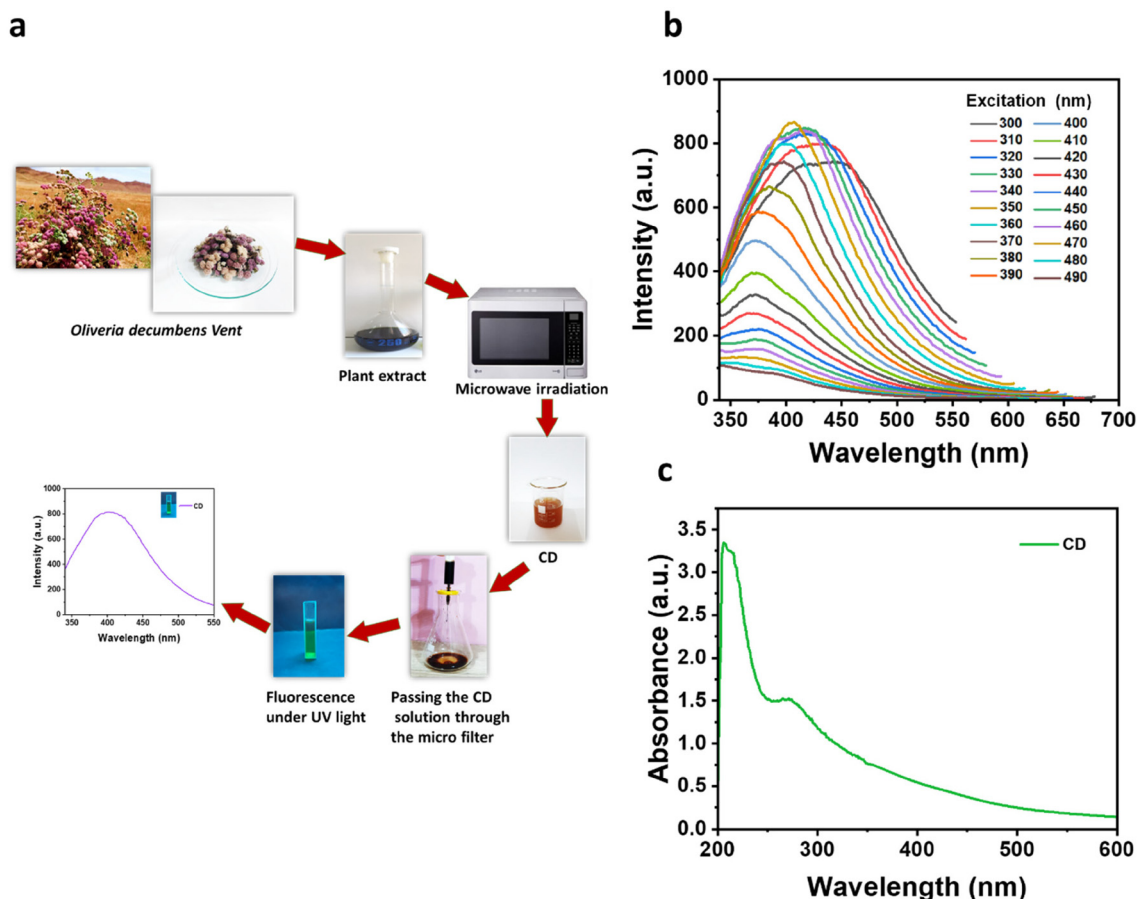 a
Oliveria decumbens Vent
Plant extract
Microwave irradiation
CD
Passing the CD
solution through
the micro filter
Fluorescence
under UV light
1000
800
600
400
200
0
Intensity (a.u.)
CD
350 400 450 500 550
Wavelength (nm)
b
1000
800
600
400
200
0
Intensity (a.u.)
Excitation (nm)
300 400
310 410
320 420
330 430
340 440
350 450
360 460
370 470
380 480
390 490
350 400 450 500 550 600 650 700
Wavelength (nm)
c
3.5
3.0
2.5
2.0
1.5
1.0
0.5
0.0
Absorbance (a.u.)
CD
200 300 400 500 600
Wavelength (nm)